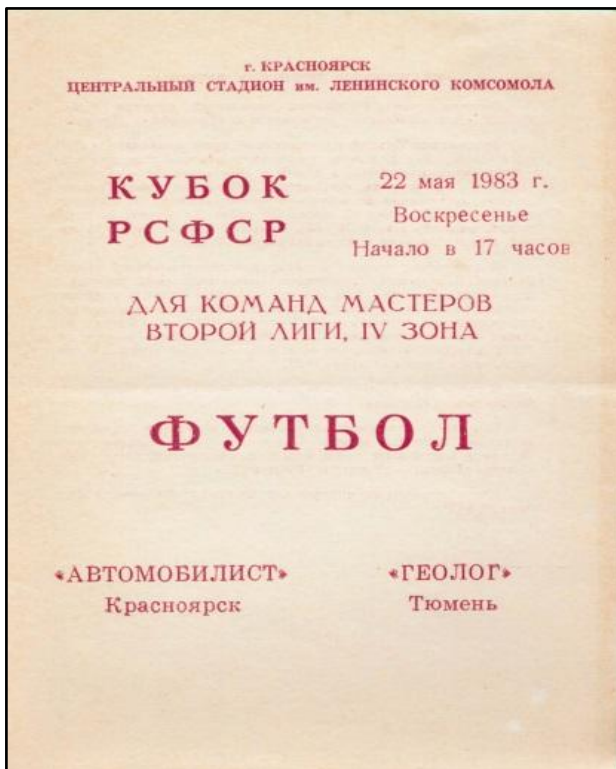 г. КРАСНОЯРСК
ЦЕНТРАЛЬНЫЙ СТАДИОН им. ЛЕНИНСКОГО КОМСОМОЛА
КУБОК
РСФСР
22 мая 1983 г.
Воскресенье
Начало в 17 часов
ДЛЯ КОМАНД МАСТЕРОВ
ВТОРОЙ ЛИГИ, IV ЗОНА
ФУТБОЛ
«АВТОМОБИЛИСТ»
Красноярск
«ГЕОЛОГ»
Тюмень